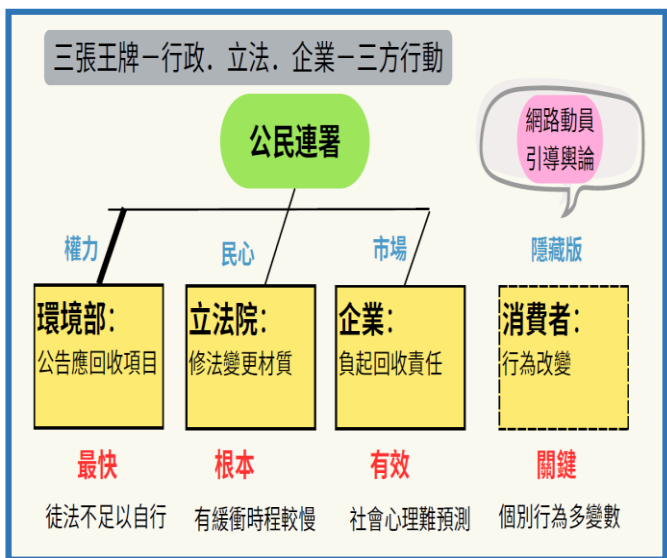 三張王牌－行政．立法．企業－三方行動
公民連署
網路動員
引導輿論
權力
民心
市場
隱藏版
環境部：
公告應回收項目
立法院：
修法變更材質
企業：
負起回收責任
消費者：
行為改變
最快
根本
有效
關鍵
徒法不足以自行
有緩衝時程較慢
社會心理難預測
個別行為多變數